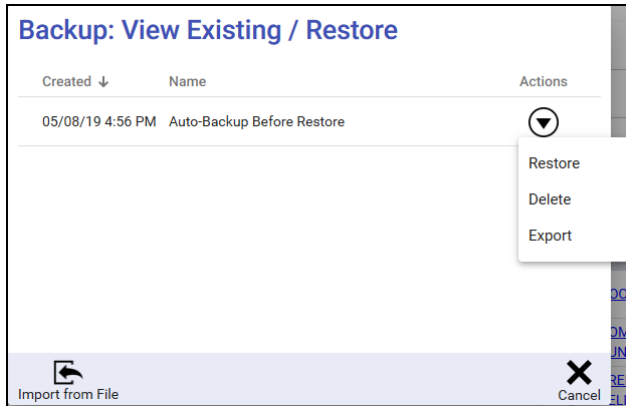 Backup: View Existing / Restore
Created ↓ Name Actions
05/08/19 4:56 PM Auto-Backup Before Restore
Restore
Delete
Export
Import from File
Cancel